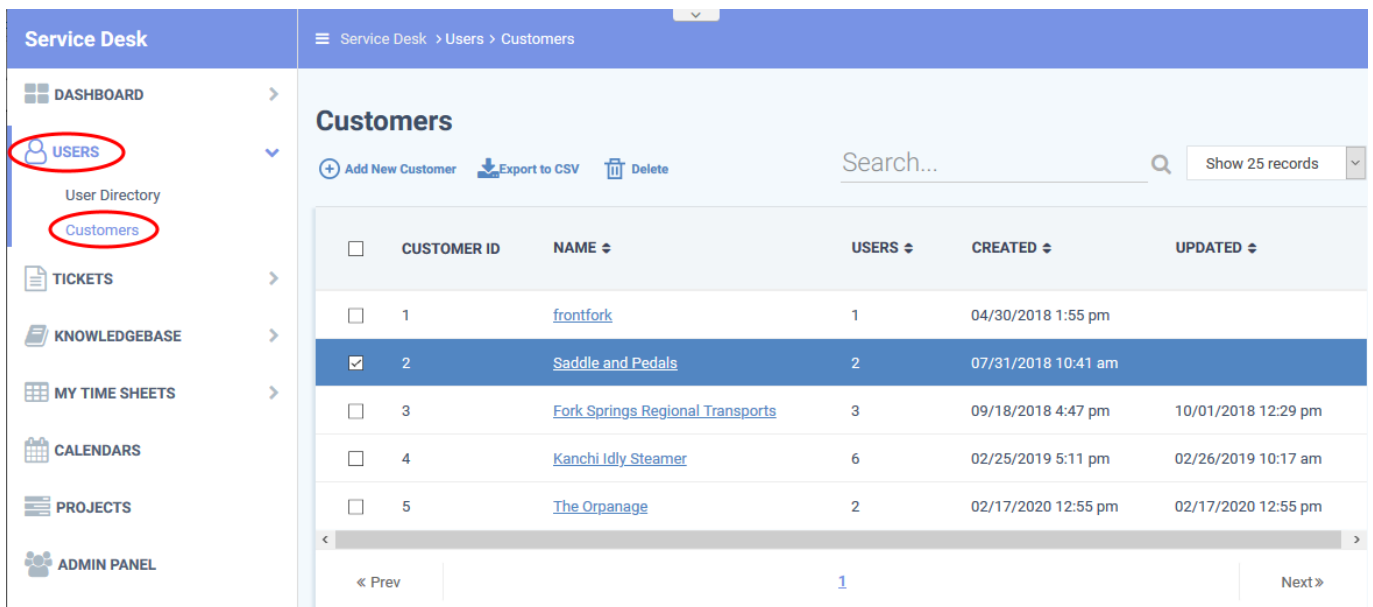 Service Desk
Service Desk > Users > Customers
DASHBOARD
USERS
User Directory
Customers
TICKETS
KNOWLEDGEBASE
MY TIME SHEETS
CALENDARS
PROJECTS
ADMIN PANEL
Customers
Add New Customer Export to CSV Delete Search... Show 25 records
CUSTOMER ID NAME USERS CREATED UPDATED
1 frontfork 1 04/30/2018 1:55 pm
2 Saddle and Pedals 2 07/31/2018 10:41 am
3 Fork Springs Regional Transports 3 09/18/2018 4:47 pm 10/01/2018 12:29 pm
4 Kanchi Idly Steamer 6 02/25/2019 5:11 pm 02/26/2019 10:17 am
5 The Orpanage 2 02/17/2020 12:55 pm 02/17/2020 12:55 pm
« Prev 1 Next »